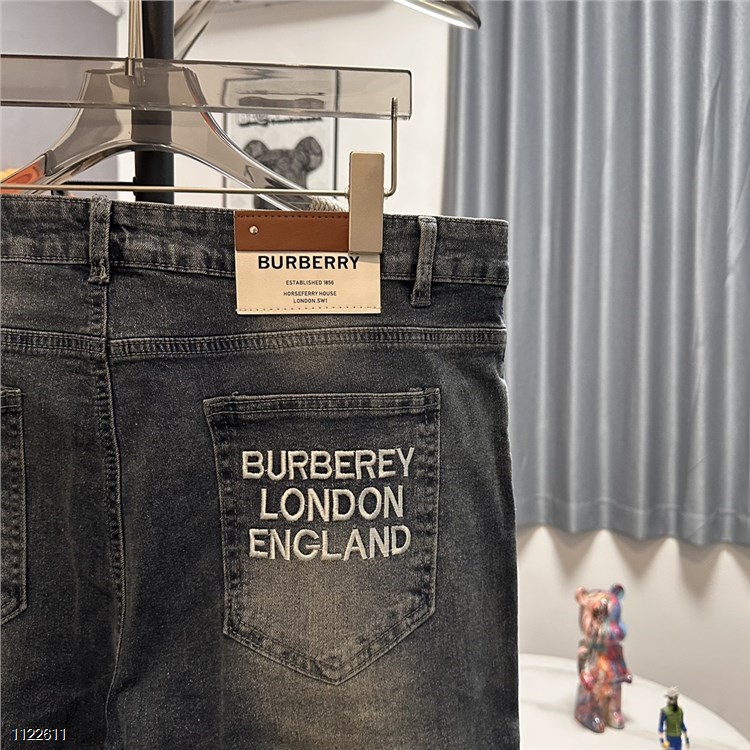 BURBERRY
ESTABLISHED 1856
HORSEFERRY HOUSE
LONDON.SW1
BURBEREY
LONDON
ENGLAND
1122611